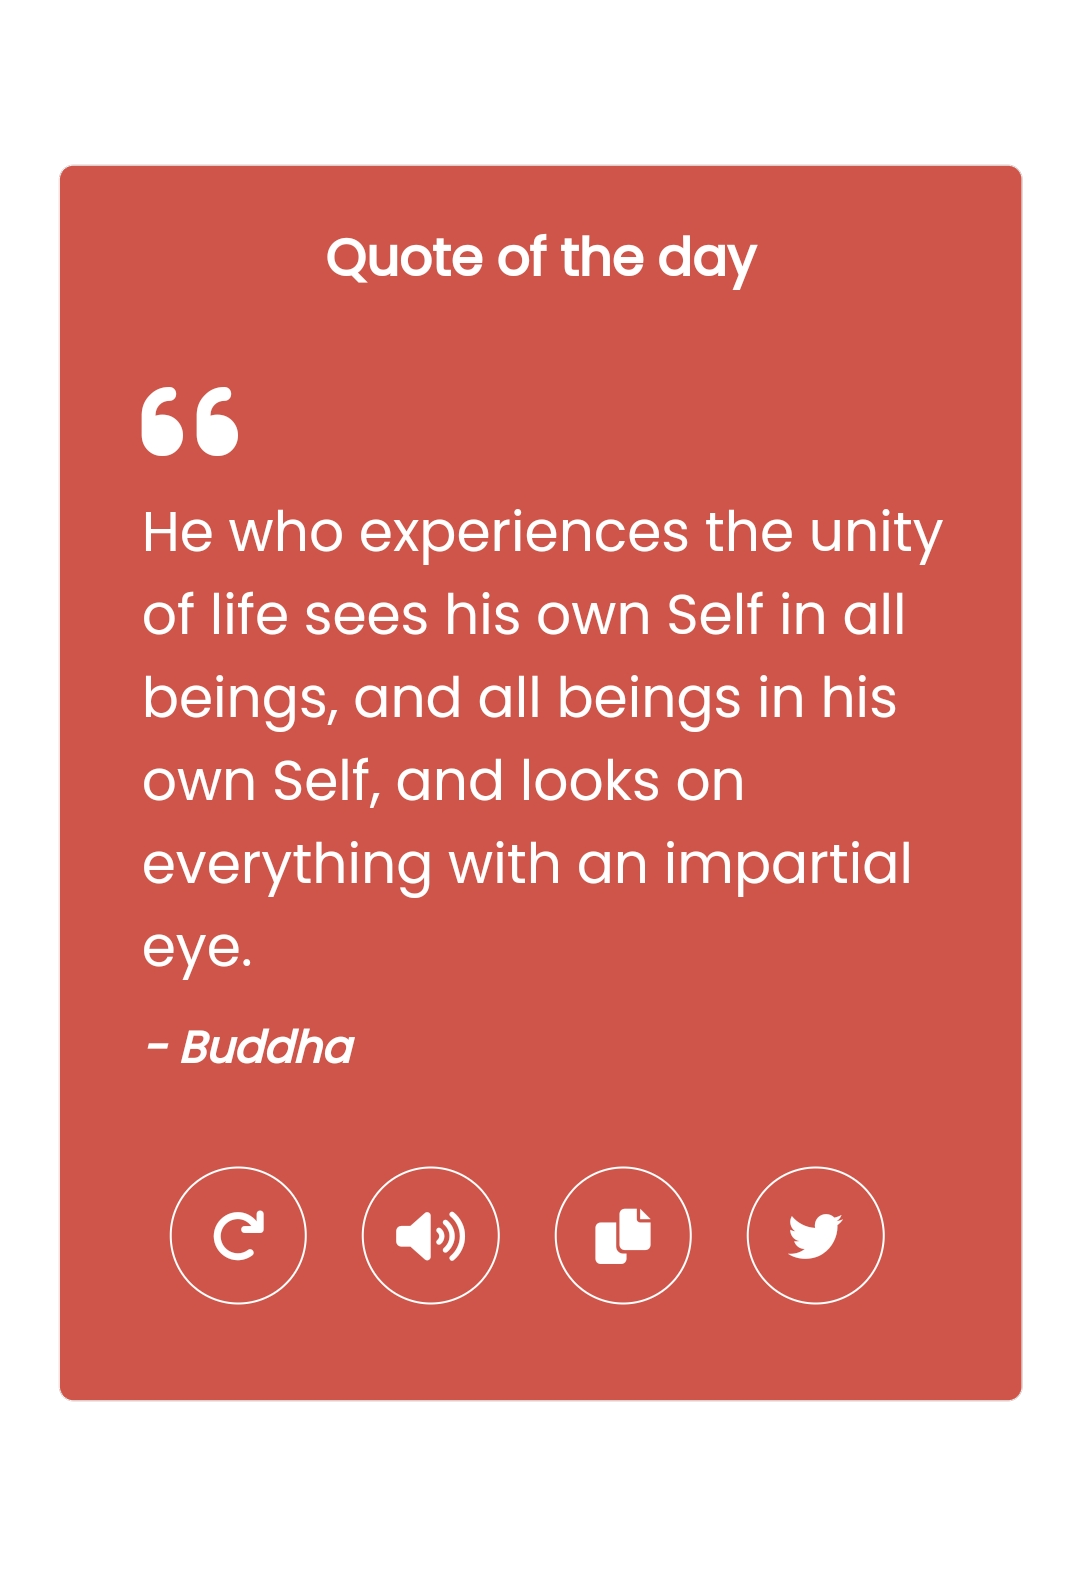 Quote of the day
“
He who experiences the unity
of life sees his own Self in all
beings, and all beings in his
own Self, and looks on
everything with an impartial
eye.
- Buddha